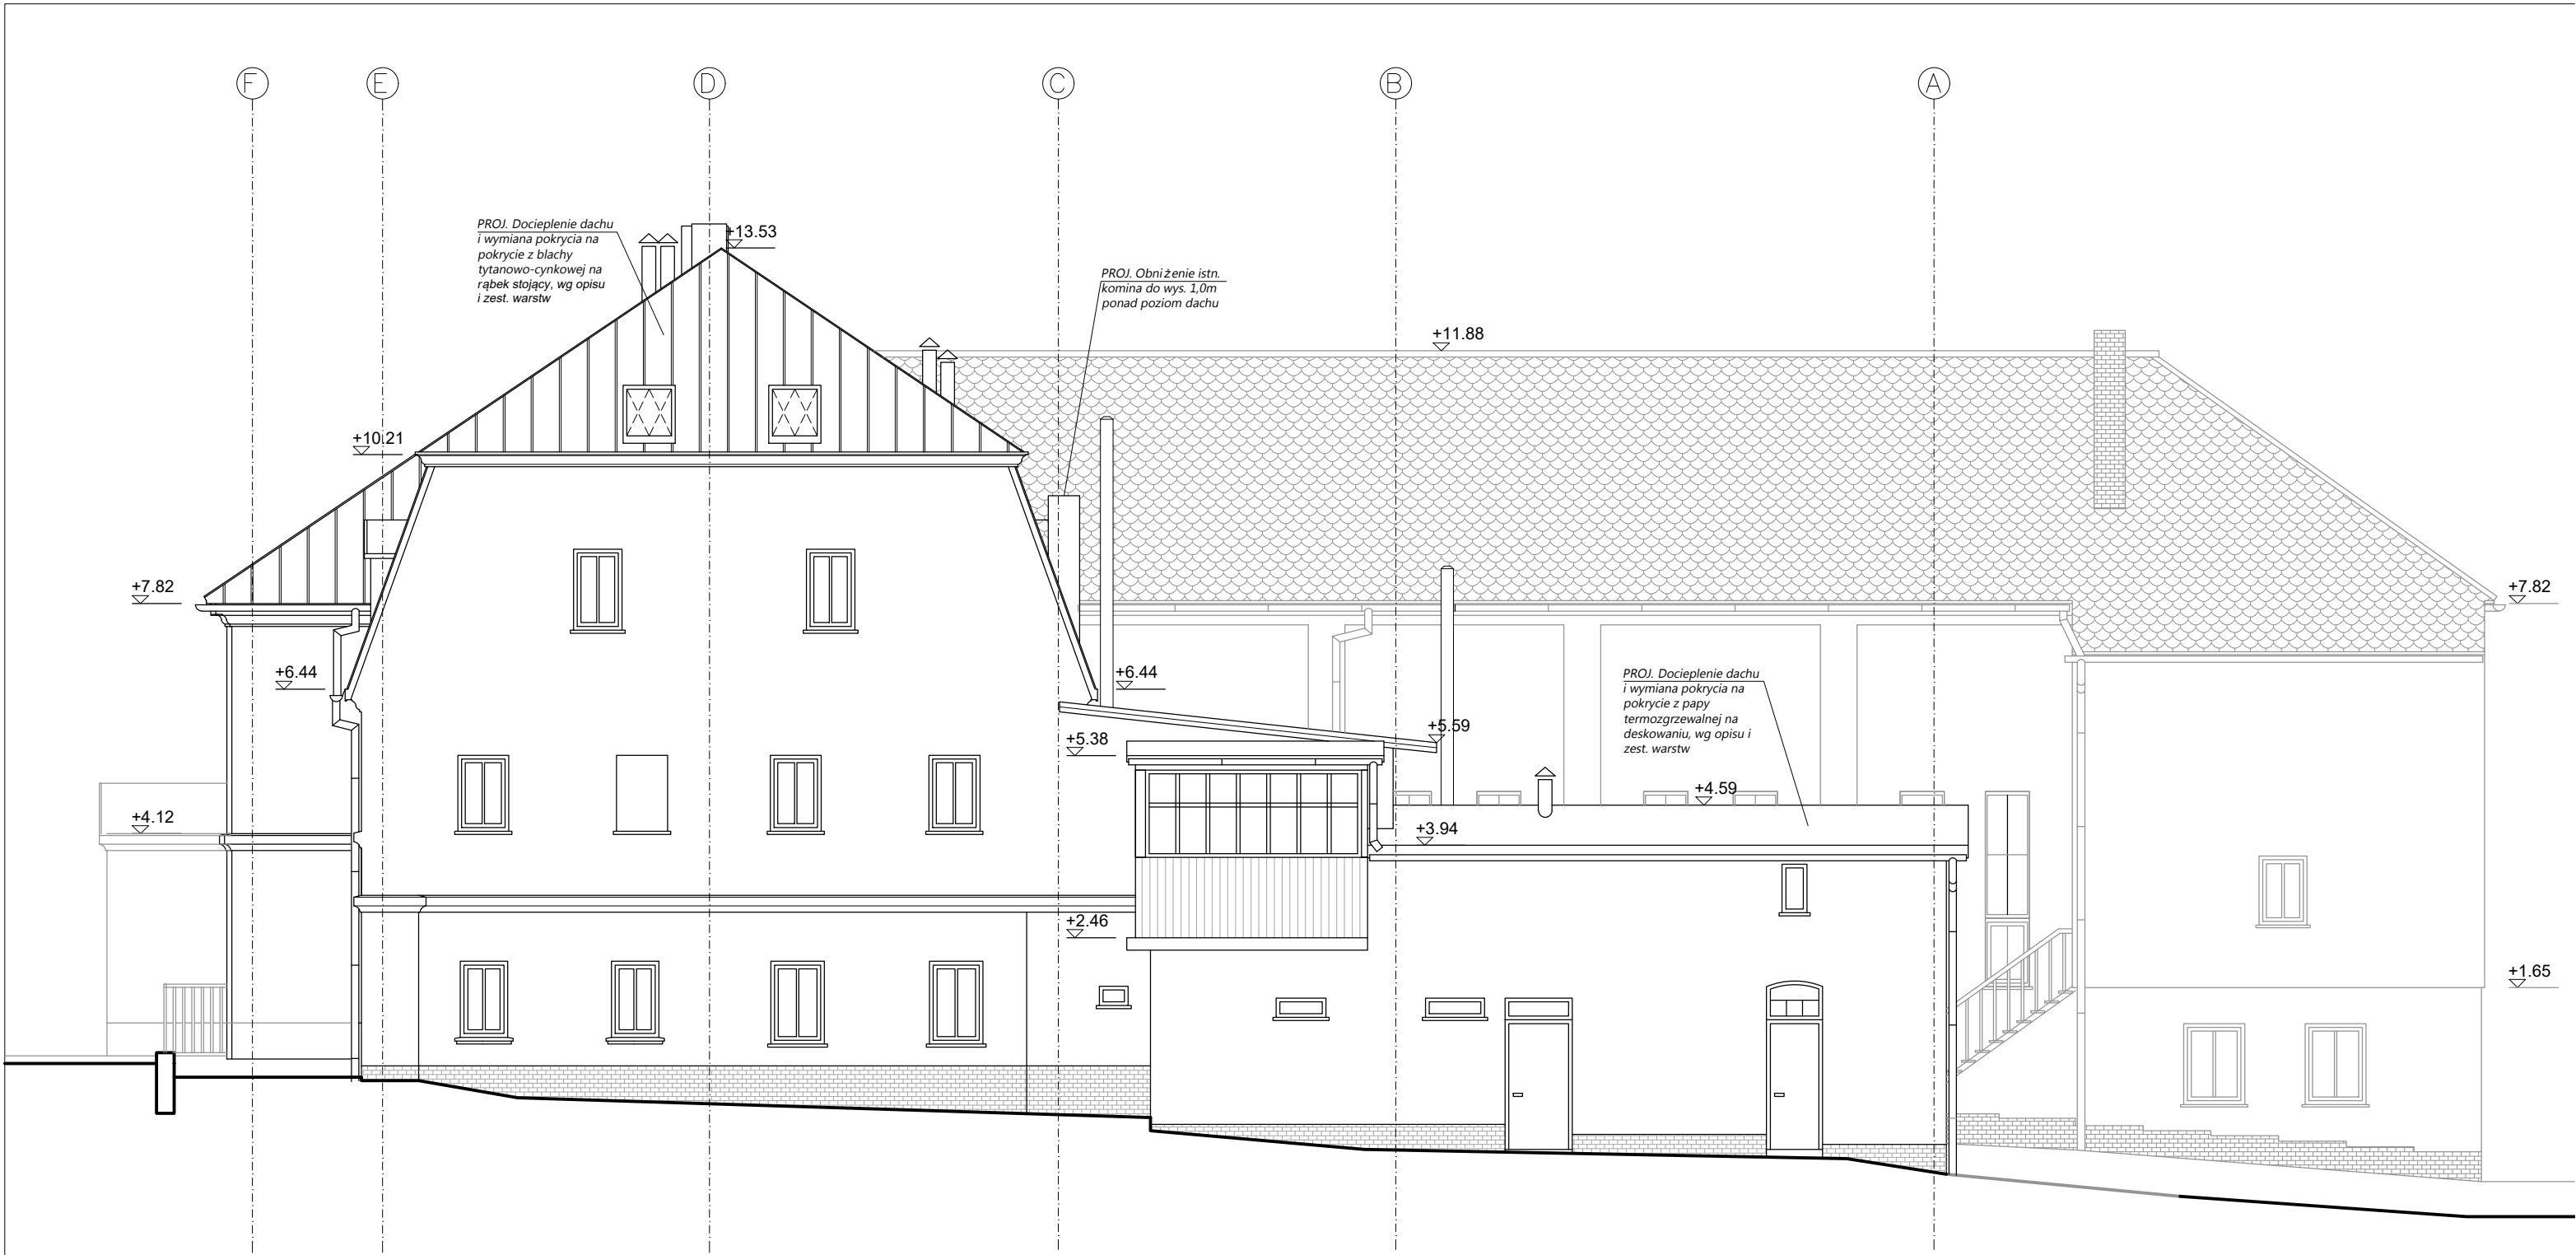 F E D C B A
PROJ. Docieplenie dachu
i wymiana pokrycia na
pokrycie z blachy
tytanowo-cynkowej na
rąbek stojący, wg opisu
i zest. warstw
+13.53
PROJ. Obniżenie istn.
komina do wys. 1,0m
ponad poziom dachu
+11.88
+10.21
+7.82
+7.82
+6.44
+6.44
PROJ. Docieplenie dachu
i wymiana pokrycia na
pokrycie z papy
termozgrzewalnej na
deskowaniu, wg opisu i
zest. warstw
+5.59
+5.38
+4.59
+4.12
+3.94
+2.46
+1.65